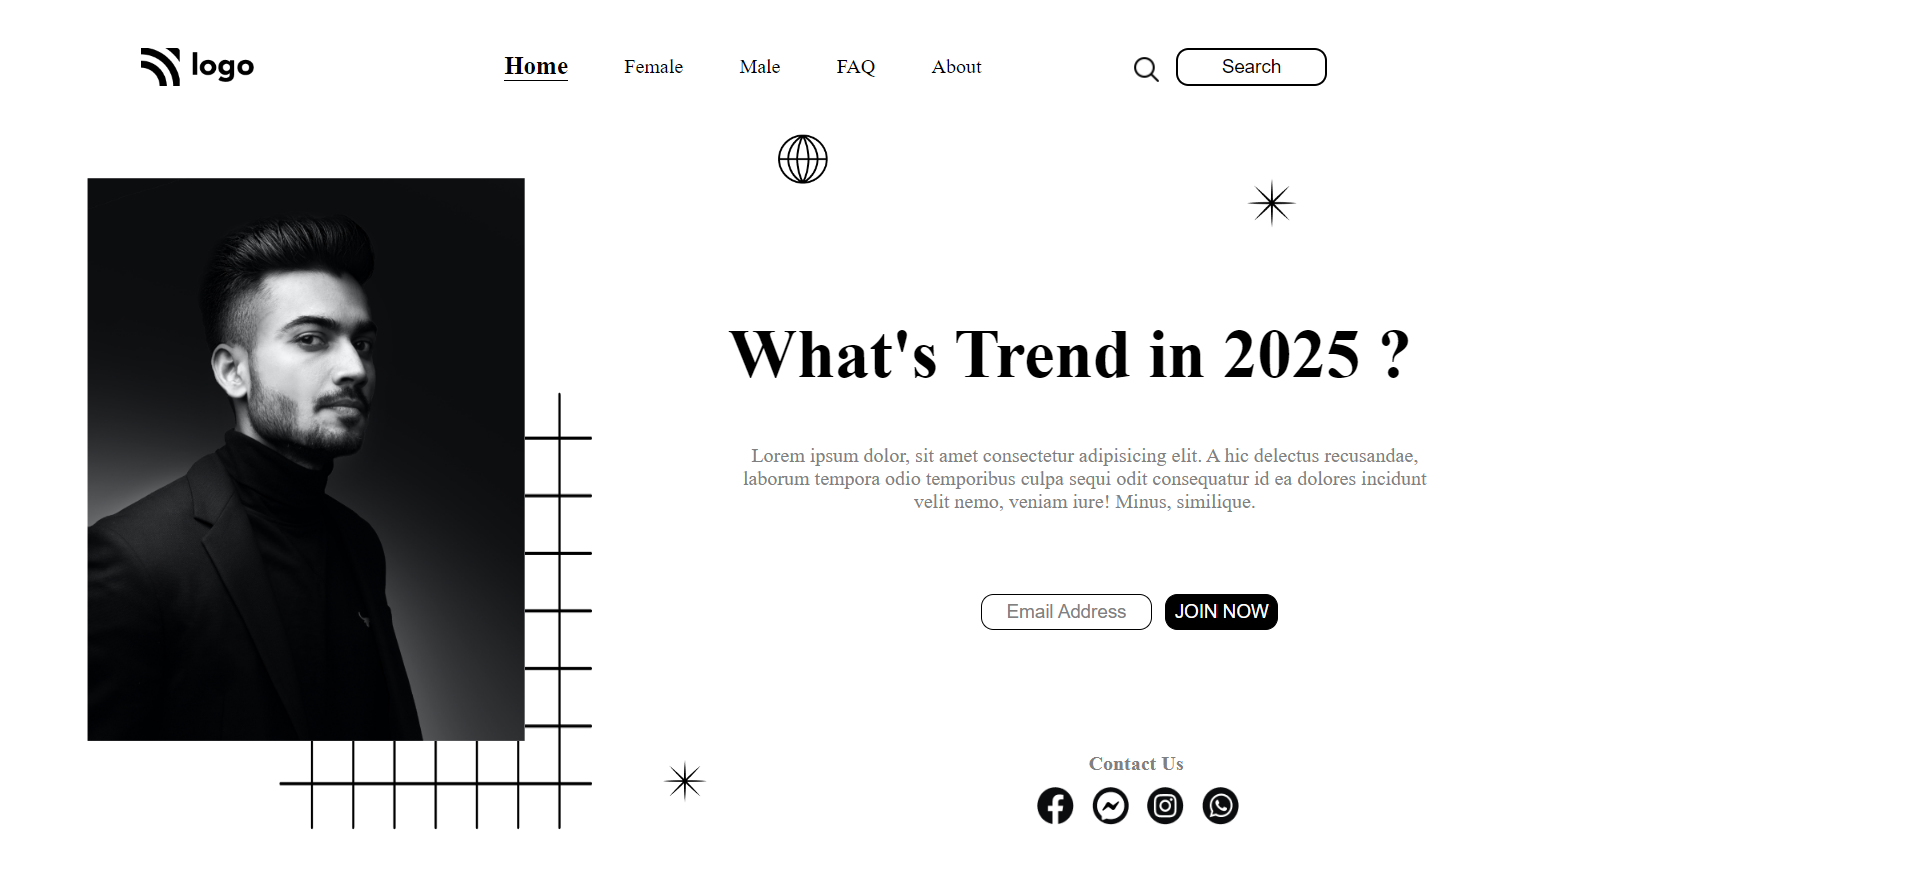 logo
Home
Female
Male
FAQ
About
Search
What's Trend in 2025 ?
Lorem ipsum dolor, sit amet consectetur adipisicing elit. A hic delectus recusandae,
laborum tempora odio temporibus culpa sequi odit consequatur id ea dolores incidunt
velit nemo, veniam iure! Minus, similique.
Email Address
JOIN NOW
Contact Us